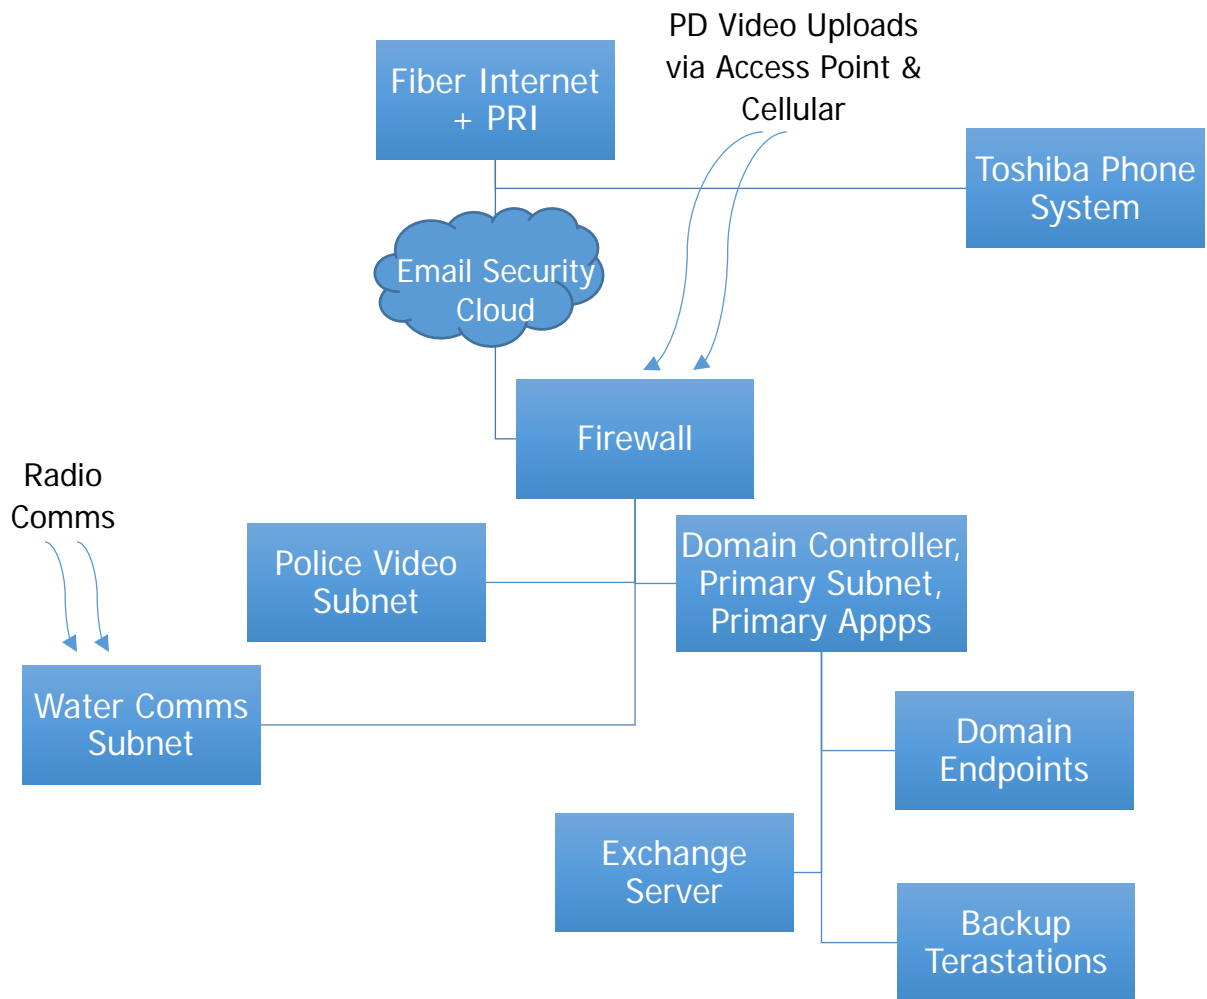 PD Video Uploads
via Access Point &
Cellular
Fiber Internet
+ PRI
Toshiba Phone
System
Email Security
Cloud
Firewall
Radio
Comms
Police Video
Subnet
Domain Controller,
Primary Subnet,
Primary Appps
Water Comms
Subnet
Domain
Endpoints
Exchange
Server
Backup
Terastations